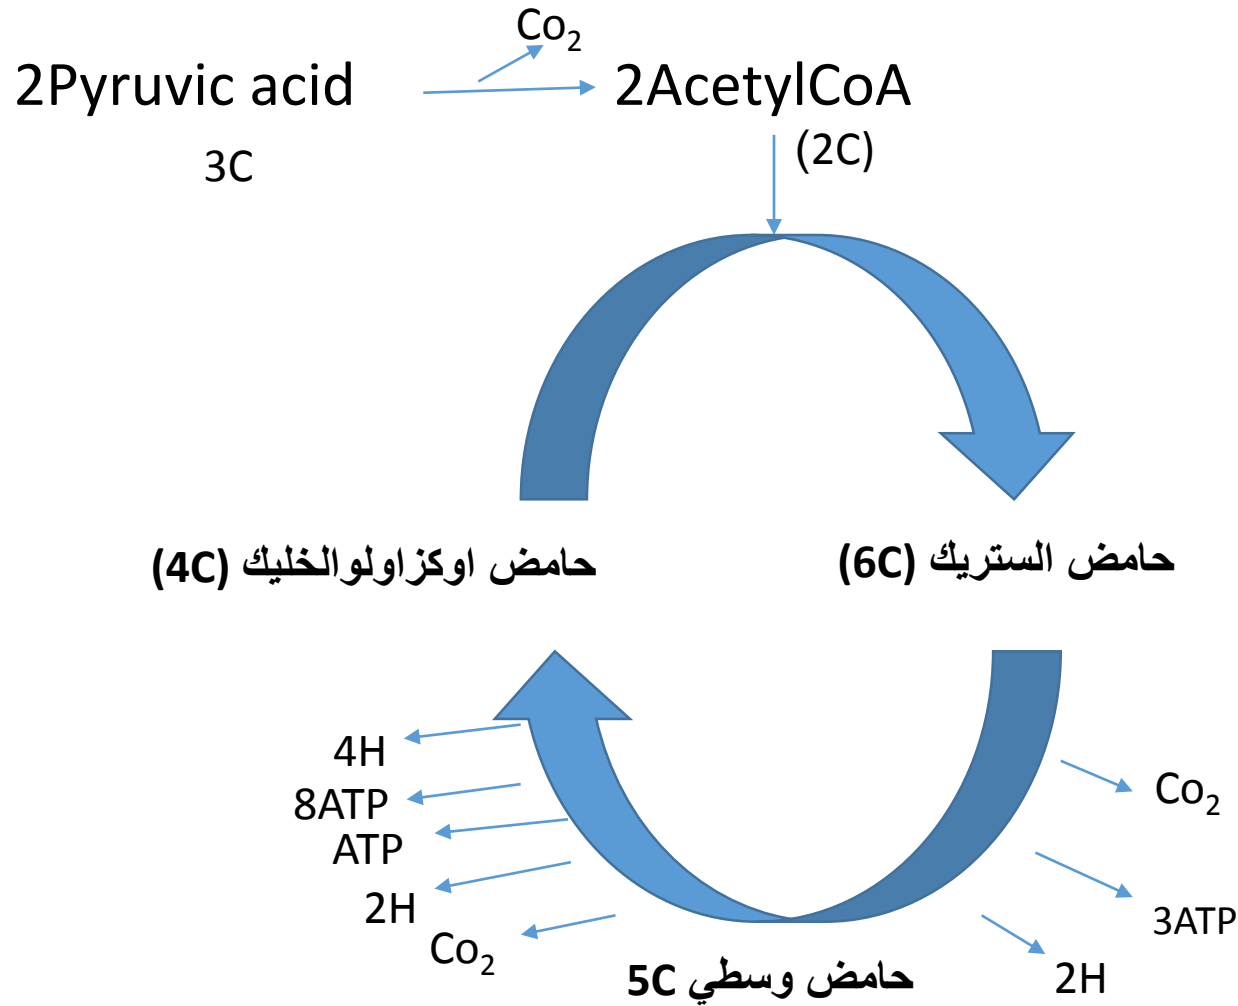 Co₂
2Pyruvic acid
2AcetylCoA
3C
(2C)
حامض اوكزاولوالخليك (4C)
حامض الستريك (6C)
4H
8ATP
ATP
2H
Co₂
Co₂
3ATP
2H
حامض وسطي 5C